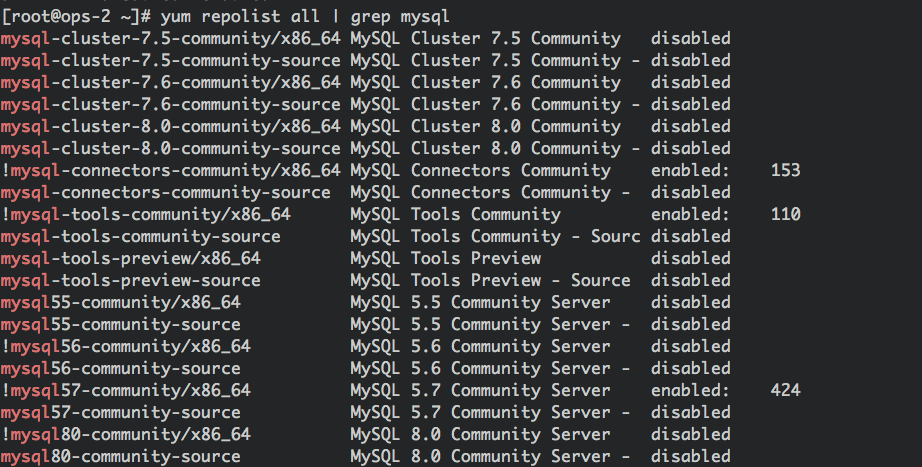 [root@ops-2 ~]# yum repolist all | grep mysql
mysql-cluster-7.5-community/x86_64 MySQL Cluster 7.5 Community   disabled
mysql-cluster-7.5-community-source MySQL Cluster 7.5 Community - disabled
mysql-cluster-7.6-community/x86_64 MySQL Cluster 7.6 Community   disabled
mysql-cluster-7.6-community-source MySQL Cluster 7.6 Community - disabled
mysql-cluster-8.0-community/x86_64 MySQL Cluster 8.0 Community   disabled
mysql-cluster-8.0-community-source MySQL Cluster 8.0 Community - disabled
!mysql-connectors-community/x86_64 MySQL Connectors Community    enabled:    153
mysql-connectors-community-source  MySQL Connectors Community -  disabled
!mysql-tools-community/x86_64      MySQL Tools Community         enabled:    110
mysql-tools-community-source       MySQL Tools Community - Sourc disabled
mysql-tools-preview/x86_64         MySQL Tools Preview           disabled
mysql-tools-preview-source         MySQL Tools Preview - Source  disabled
mysql55-community/x86_64           MySQL 5.5 Community Server    disabled
mysql55-community-source           MySQL 5.5 Community Server -  disabled
!mysql56-community/x86_64          MySQL 5.6 Community Server    disabled
mysql56-community-source           MySQL 5.6 Community Server -  disabled
!mysql57-community/x86_64          MySQL 5.7 Community Server    enabled:    424
mysql57-community-source           MySQL 5.7 Community Server -  disabled
!mysql80-community/x86_64          MySQL 8.0 Community Server    disabled
mysql80-community-source           MySQL 8.0 Community Server -  disabled